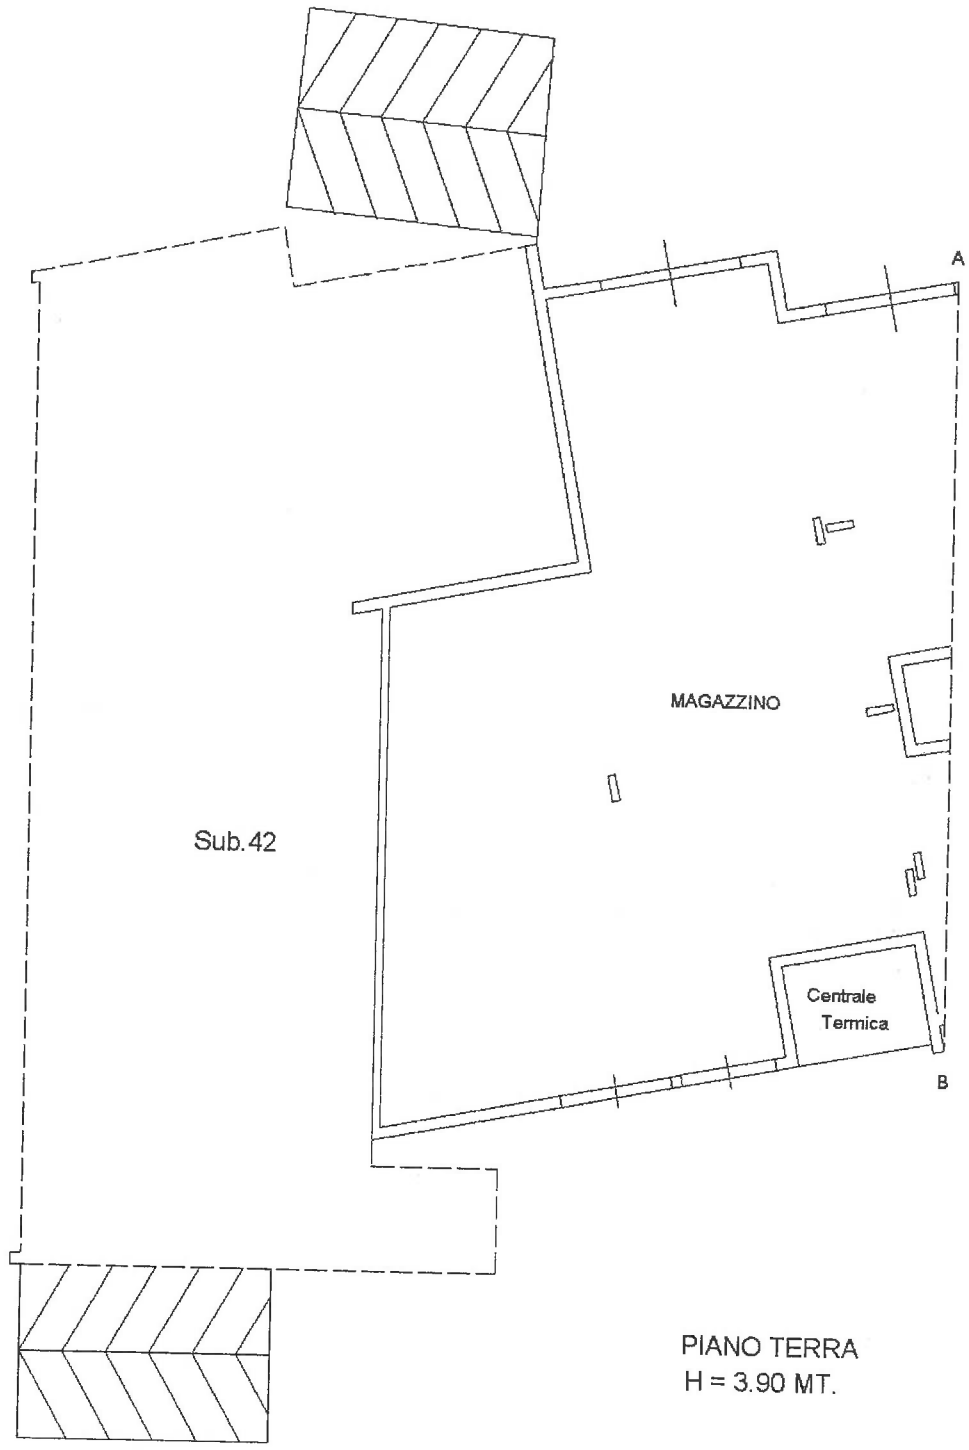 A
MAGAZZINO
Sub.42
Centrale
Termica
B
PIANO TERRA
H = 3.90 MT.